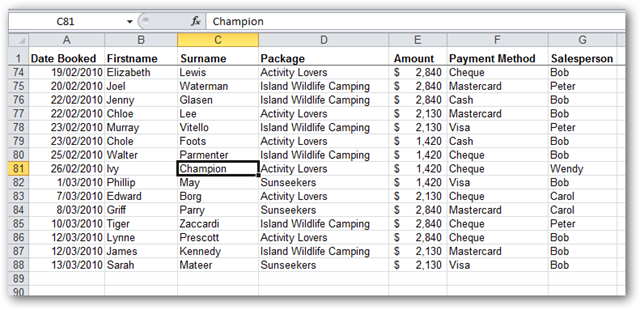 C81 fx Champion
A B C D E F G
1 Date Booked Firstname Surname Package Amount Payment Method Salesperson
74 19/02/2010 Elizabeth Lewis Activity Lovers $ 2,840 Cheque Bob
75 20/02/2010 Joel Waterman Island Wildlife Camping $ 2,840 Mastercard Peter
76 22/02/2010 Jenny Glasen Island Wildlife Camping $ 2,840 Cash Bob
77 22/02/2010 Chloe Lee Activity Lovers $ 2,130 Mastercard Bob
78 23/02/2010 Murray Vitello Island Wildlife Camping $ 2,130 Visa Peter
79 23/02/2010 Chole Foots Activity Lovers $ 1,420 Cash Bob
80 25/02/2010 Walter Parmenter Island Wildlife Camping $ 1,420 Cheque Bob
81 26/02/2010 Ivy Champion Activity Lovers $ 1,420 Cheque Wendy
82 1/03/2010 Phillip May Sunseekers $ 1,420 Visa Bob
83 7/03/2010 Edward Borg Activity Lovers $ 2,130 Cheque Carol
84 8/03/2010 Griff Parry Sunseekers $ 2,840 Mastercard Carol
85 10/03/2010 Tiger Zaccardi Island Wildlife Camping $ 2,840 Cheque Peter
86 12/03/2010 Lynne Prescott Activity Lovers $ 2,840 Cheque Bob
87 12/03/2010 James Kennedy Island Wildlife Camping $ 2,130 Mastercard Bob
88 13/03/2010 Sarah Mateer Sunseekers $ 2,130 Visa Bob
89
90